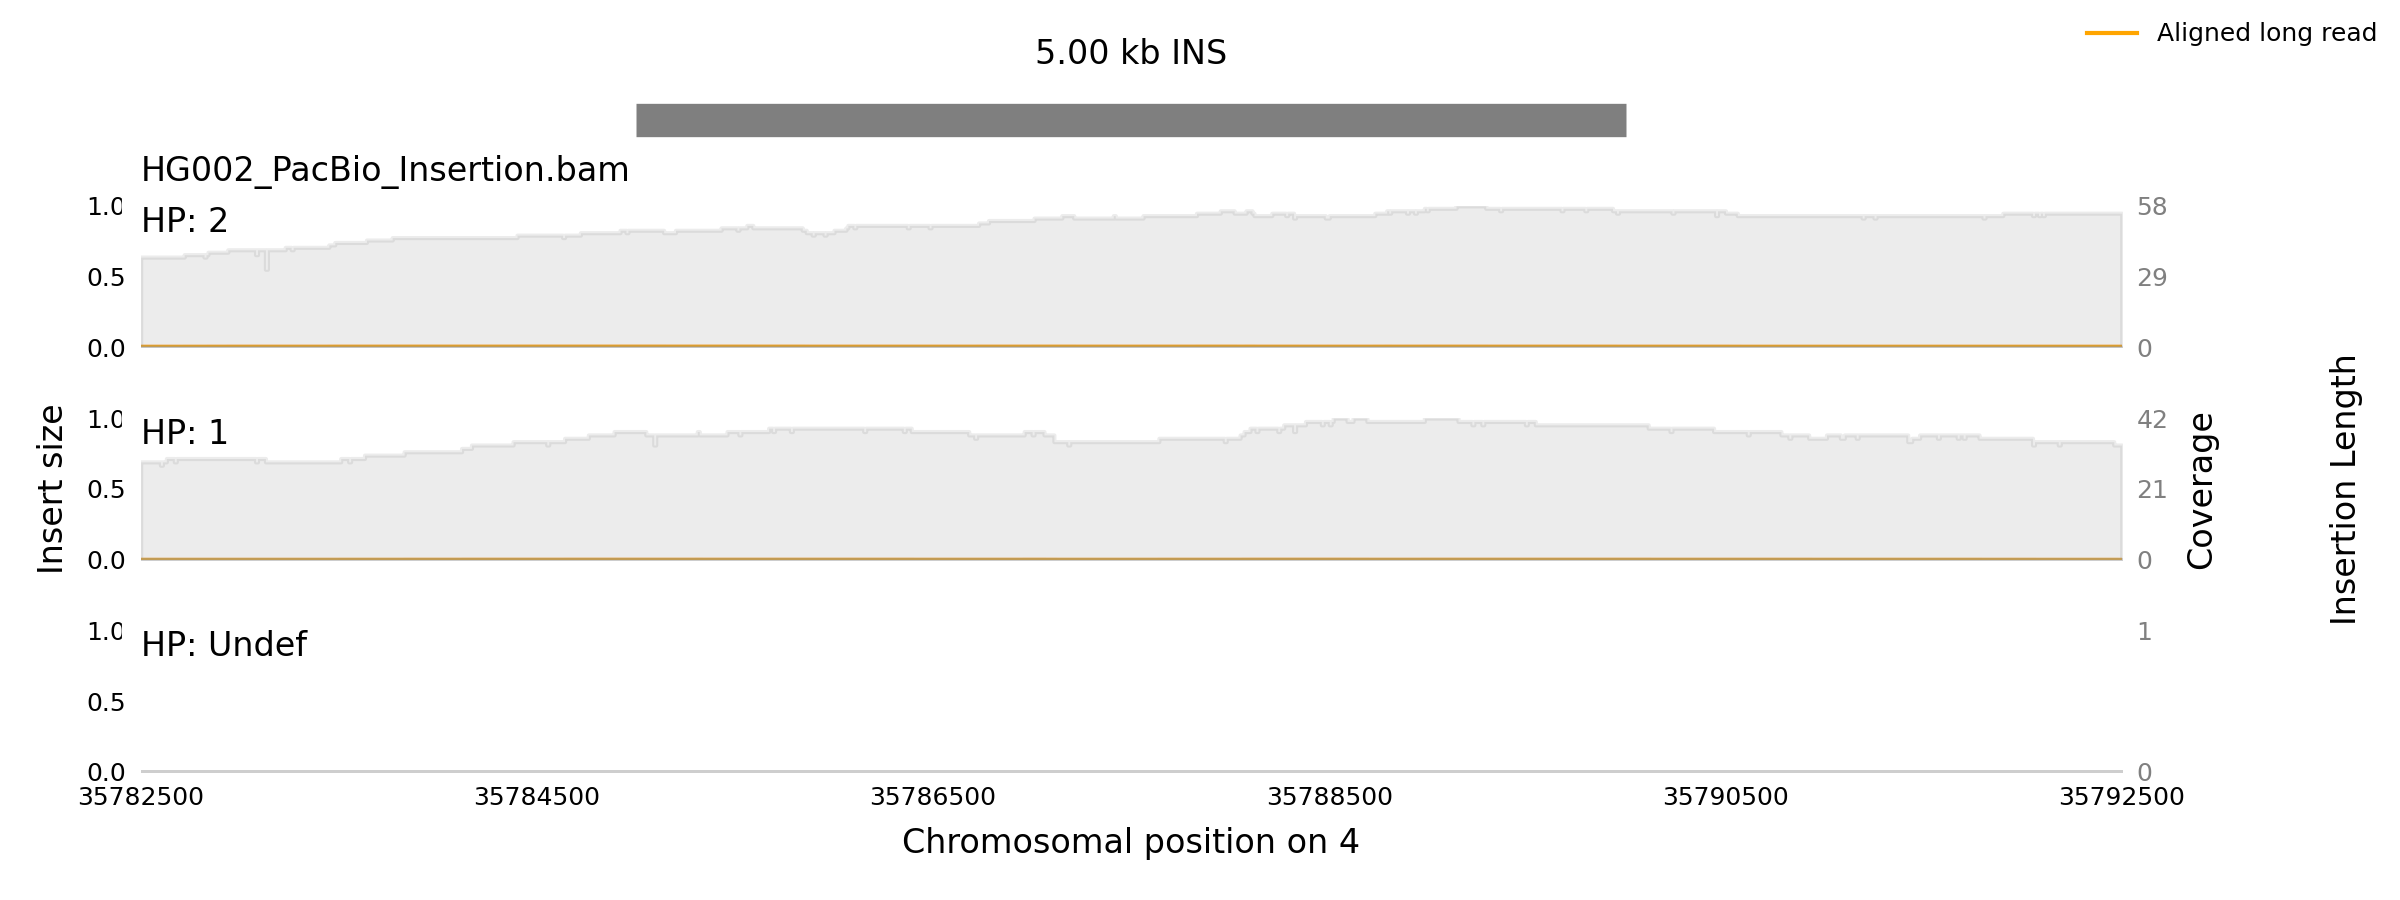 Aligned long read
5.00 kb INS
HG002_PacBio_Insertion.bam
1.0
HP: 2
58
0.5
29
0.0
0
1.0
HP: 1
42
0.5
21
0.0
0
Insert size
Coverage
Insertion Length
1.0
HP: Undef
1
0.5
0.0
0
35782500
35784500
35786500
35788500
35790500
35792500
Chromosomal position on 4